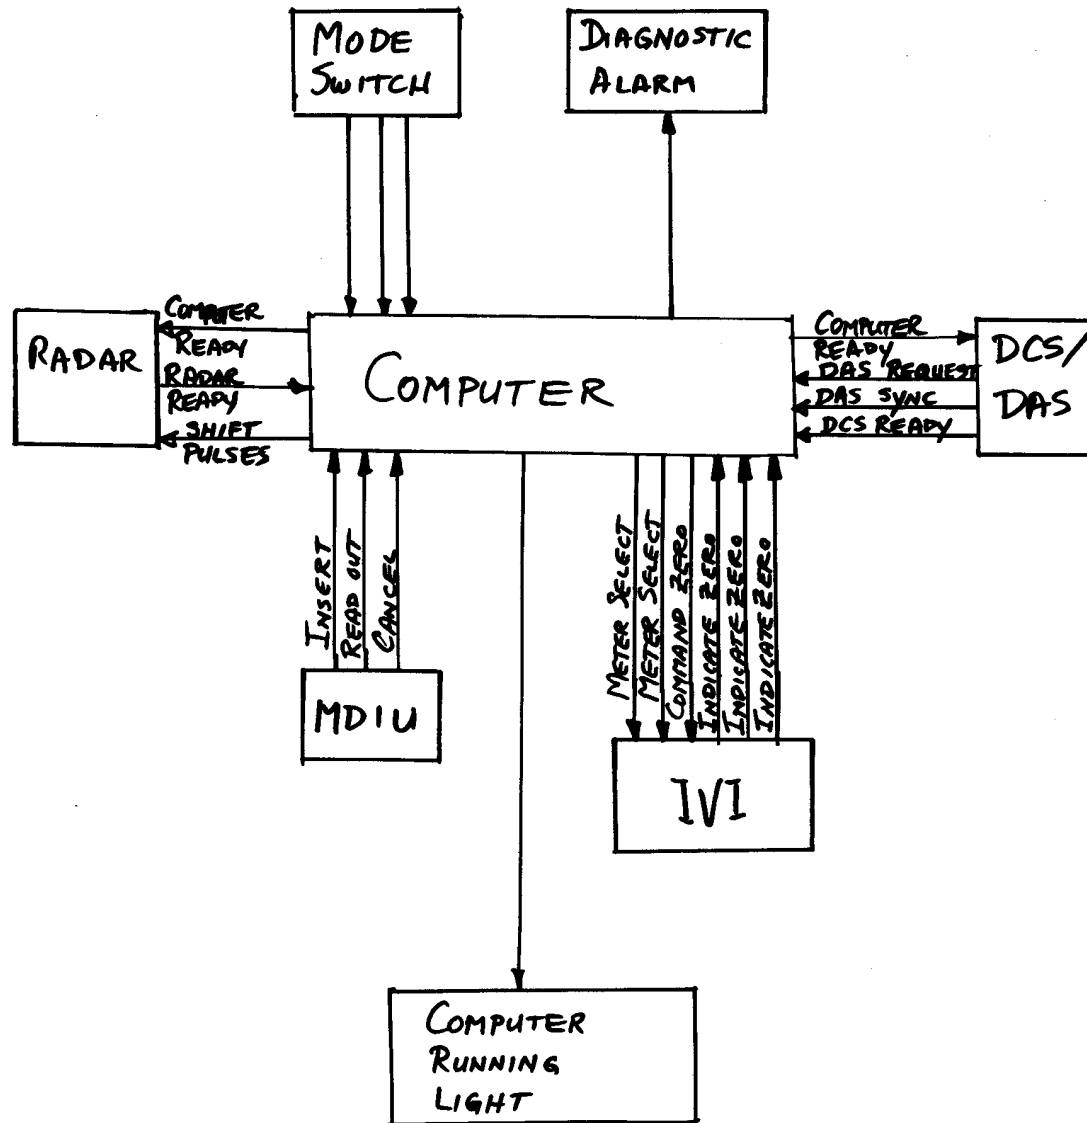 MODE
SWITCH
DIAGNOSTIC
ALARM
RADAR
COMPUTER
READY
RADAR
READY
SHIFT
PULSES
COMPUTER
COMPUTER
READY
DAS REQUEST
DAS SYNC
DCS READY
DCS/
DAS
INSERT
READ OUT
CANCEL
MDIU
METER SELECT
METER SELECT
COMMAND ZERO
INDICATE ZERO
INDICATE ZERO
INDICATE ZERO
IVI
COMPUTER
RUNNING
LIGHT